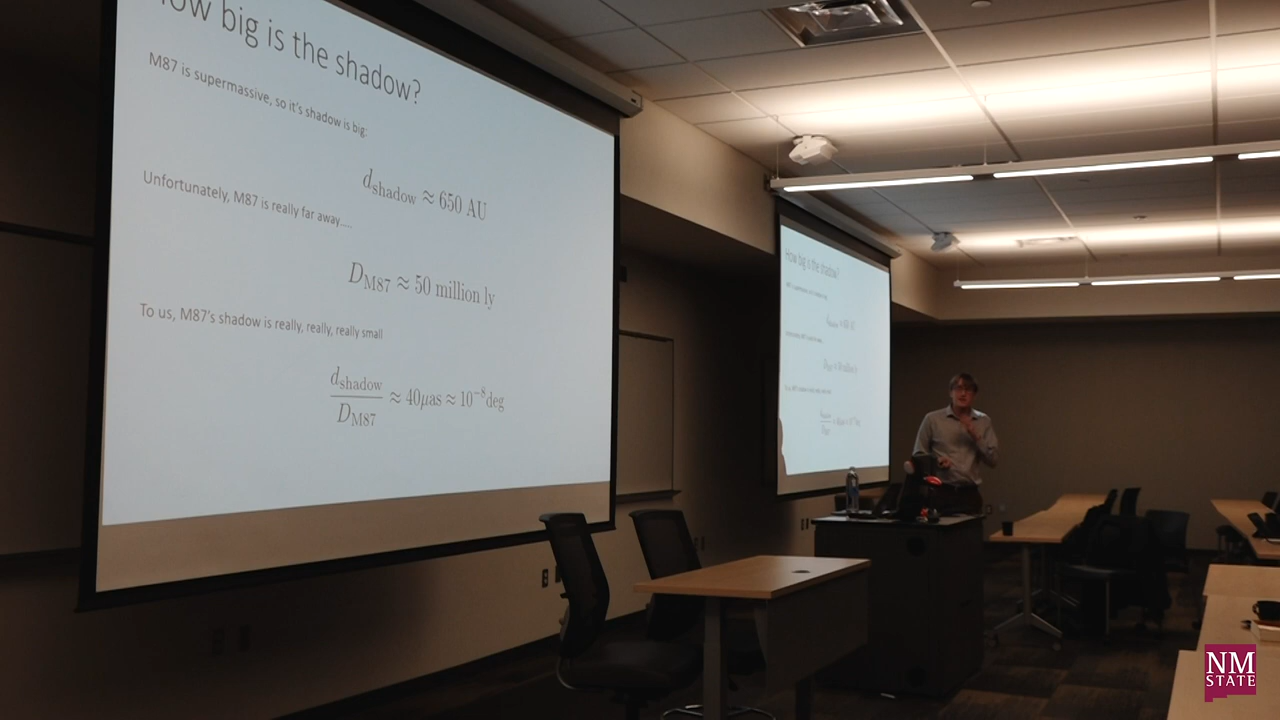 How big is the shadow?
M87 is supermassive, so it's shadow is big:
d_shadow ≈ 650 AU
Unfortunately, M87 is really far away....
D_M87 ≈ 50 million ly
To us, M87's shadow is really, really, really small
d_shadow / D_M87 ≈ 40μas ≈ 10^-8 deg
How big is the shadow?
NM
STATE